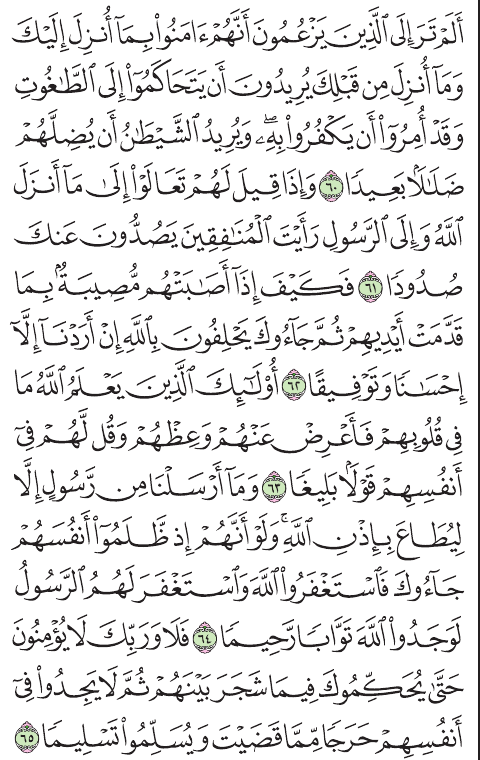 أَلَمْ تَرَ إِلَى ٱلَّذِينَ يَزْعُمُونَ أَنَّهُمْ ءَامَنُوا۟ بِمَآ أُنزِلَ إِلَيْكَ
وَمَآ أُنزِلَ مِن قَبْلِكَ يُرِيدُونَ أَن يَتَحَاكَمُوٓا۟ إِلَى ٱلطَّـٰغُوتِ
وَقَدْ أُمِرُوٓا۟ أَن يَكْفُرُوا۟ بِهِۦۖ وَيُرِيدُ ٱلشَّيْطَـٰنُ أَن يُضِلَّهُمْ
ضَلَـٰلًۢا بَعِيدًا ٦٠ وَإِذَا قِيلَ لَهُمْ تَعَالَوْا۟ إِلَىٰ مَآ أَنزَلَ
ٱللَّهُ وَإِلَى ٱلرَّسُولِ رَأَيْتَ ٱلْمُنَـٰفِقِينَ يَصُدُّونَ عَنكَ
صُدُودًا ٦١ فَكَيْفَ إِذَآ أَصَـٰبَتْهُم مُّصِيبَةٌۢ بِمَا
قَدَّمَتْ أَيْدِيهِمْ ثُمَّ جَآءُوكَ يَحْلِفُونَ بِٱللَّهِ إِنْ أَرَدْنَآ إِلَّآ
إِحْسَـٰنًا وَتَوْفِيقًا ٦٢ أُو۟لَـٰٓئِكَ ٱلَّذِينَ يَعْلَمُ ٱللَّهُ مَا
فِى قُلُوبِهِمْ فَأَعْرِضْ عَنْهُمْ وَعِظْهُمْ وَقُل لَّهُمْ فِىٓ
أَنفُسِهِمْ قَوْلًۢا بَلِيغًا ٦٣ وَمَآ أَرْسَلْنَا مِن رَّسُولٍ إِلَّا
لِيُطَاعَ بِإِذْنِ ٱللَّهِۚ وَلَوْ أَنَّهُمْ إِذ ظَّلَمُوٓا۟ أَنفُسَهُمْ
جَآءُوكَ فَٱسْتَغْفَرُوا۟ ٱللَّهَ وَٱسْتَغْفَرَ لَهُمُ ٱلرَّسُولُ
لَوَجَدُوا۟ ٱللَّهَ تَوَّابًا رَّحِيمًا ٦٤ فَلَا وَرَبِّكَ لَا يُؤْمِنُونَ
حَتَّىٰ يُحَكِّمُوكَ فِيمَا شَجَرَ بَيْنَهُمْ ثُمَّ لَا يَجِدُوا۟ فِىٓ
أَنفُسِهِمْ حَرَجًا مِّمَّا قَضَيْتَ وَيُسَلِّمُوا۟ تَسْلِيمًا ٦٥